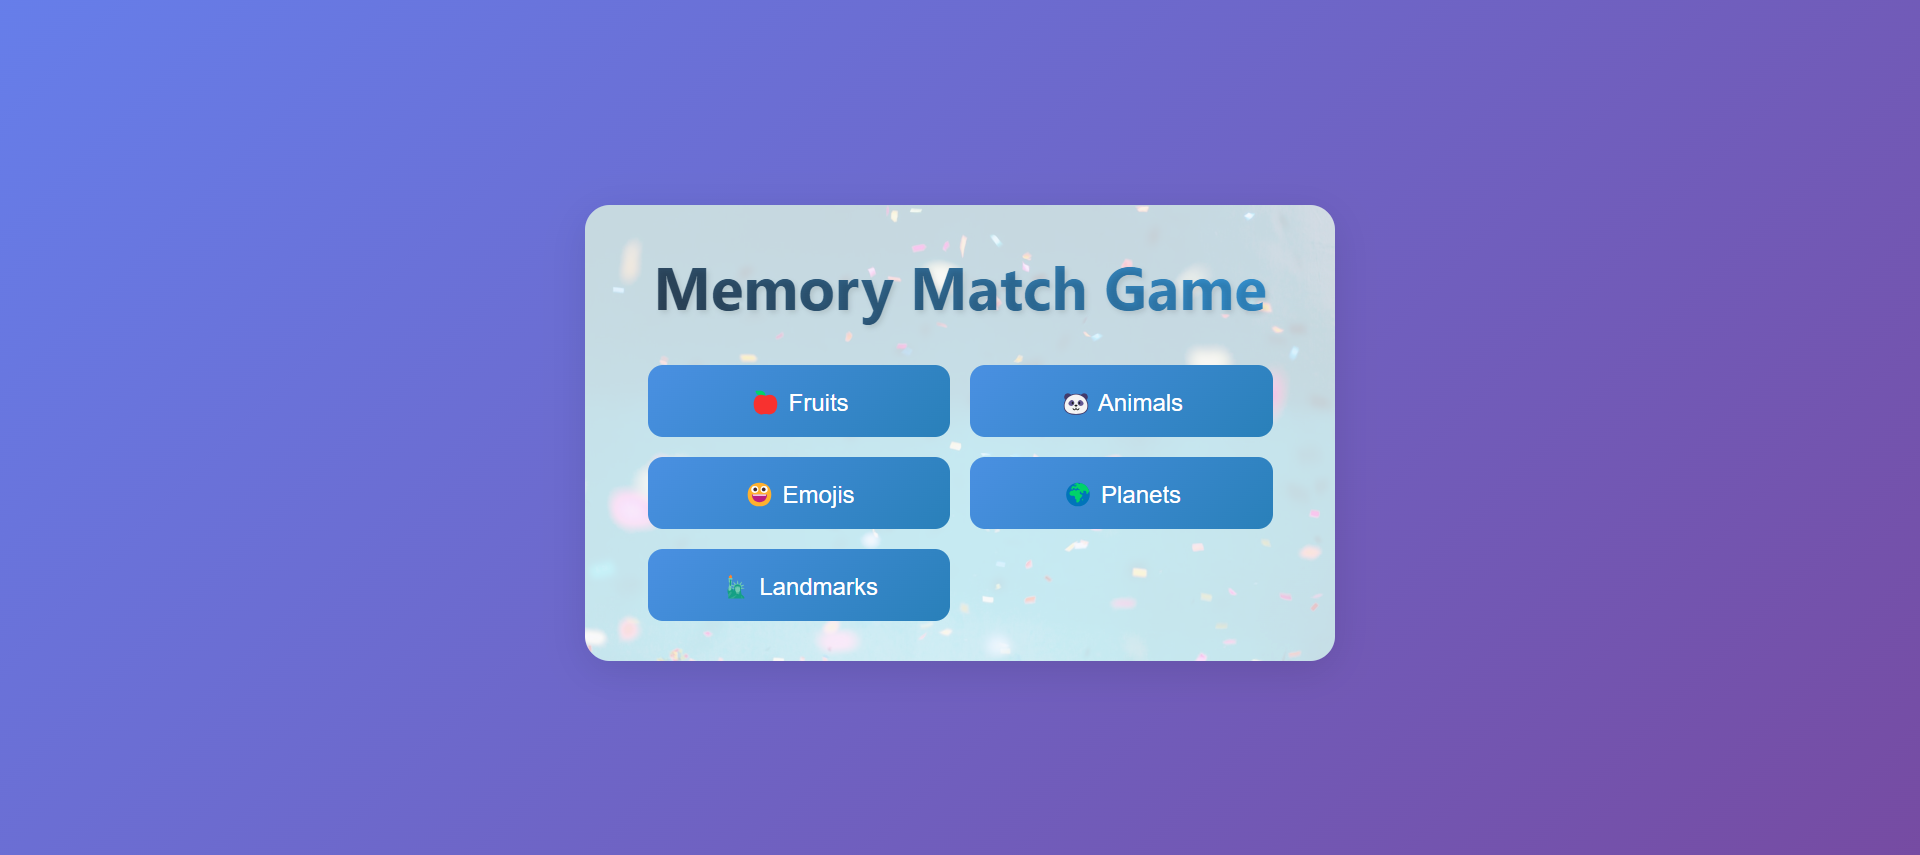 Memory Match Game
🍎 Fruits
🐼 Animals
🤪 Emojis
🌍 Planets
🗽 Landmarks